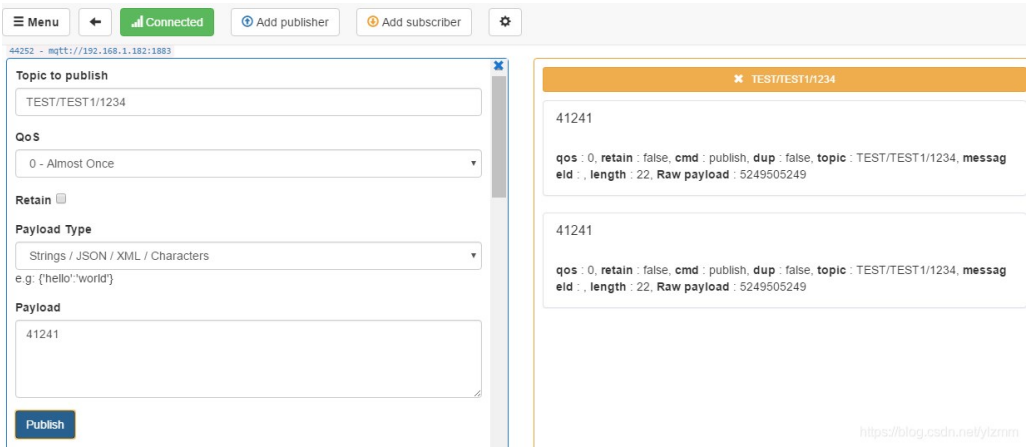 Menu
Connected
Add publisher
Add subscriber
44252 - mqtt://192.168.1.182:1883
Topic to publish
TEST/TEST1/1234
QoS
0 - Almost Once
Retain
Payload Type
Strings / JSON / XML / Characters
e.g: {'hello':'world'}
Payload
41241
Publish
TEST/TEST1/1234
41241
qos : 0, retain : false, cmd : publish, dup : false, topic : TEST/TEST1/1234, messag
eId : , length : 22, Raw payload : 5249505249
41241
qos : 0, retain : false, cmd : publish, dup : false, topic : TEST/TEST1/1234, messag
eId : , length : 22, Raw payload : 5249505249
https://blog.csdn.net/ytzmm